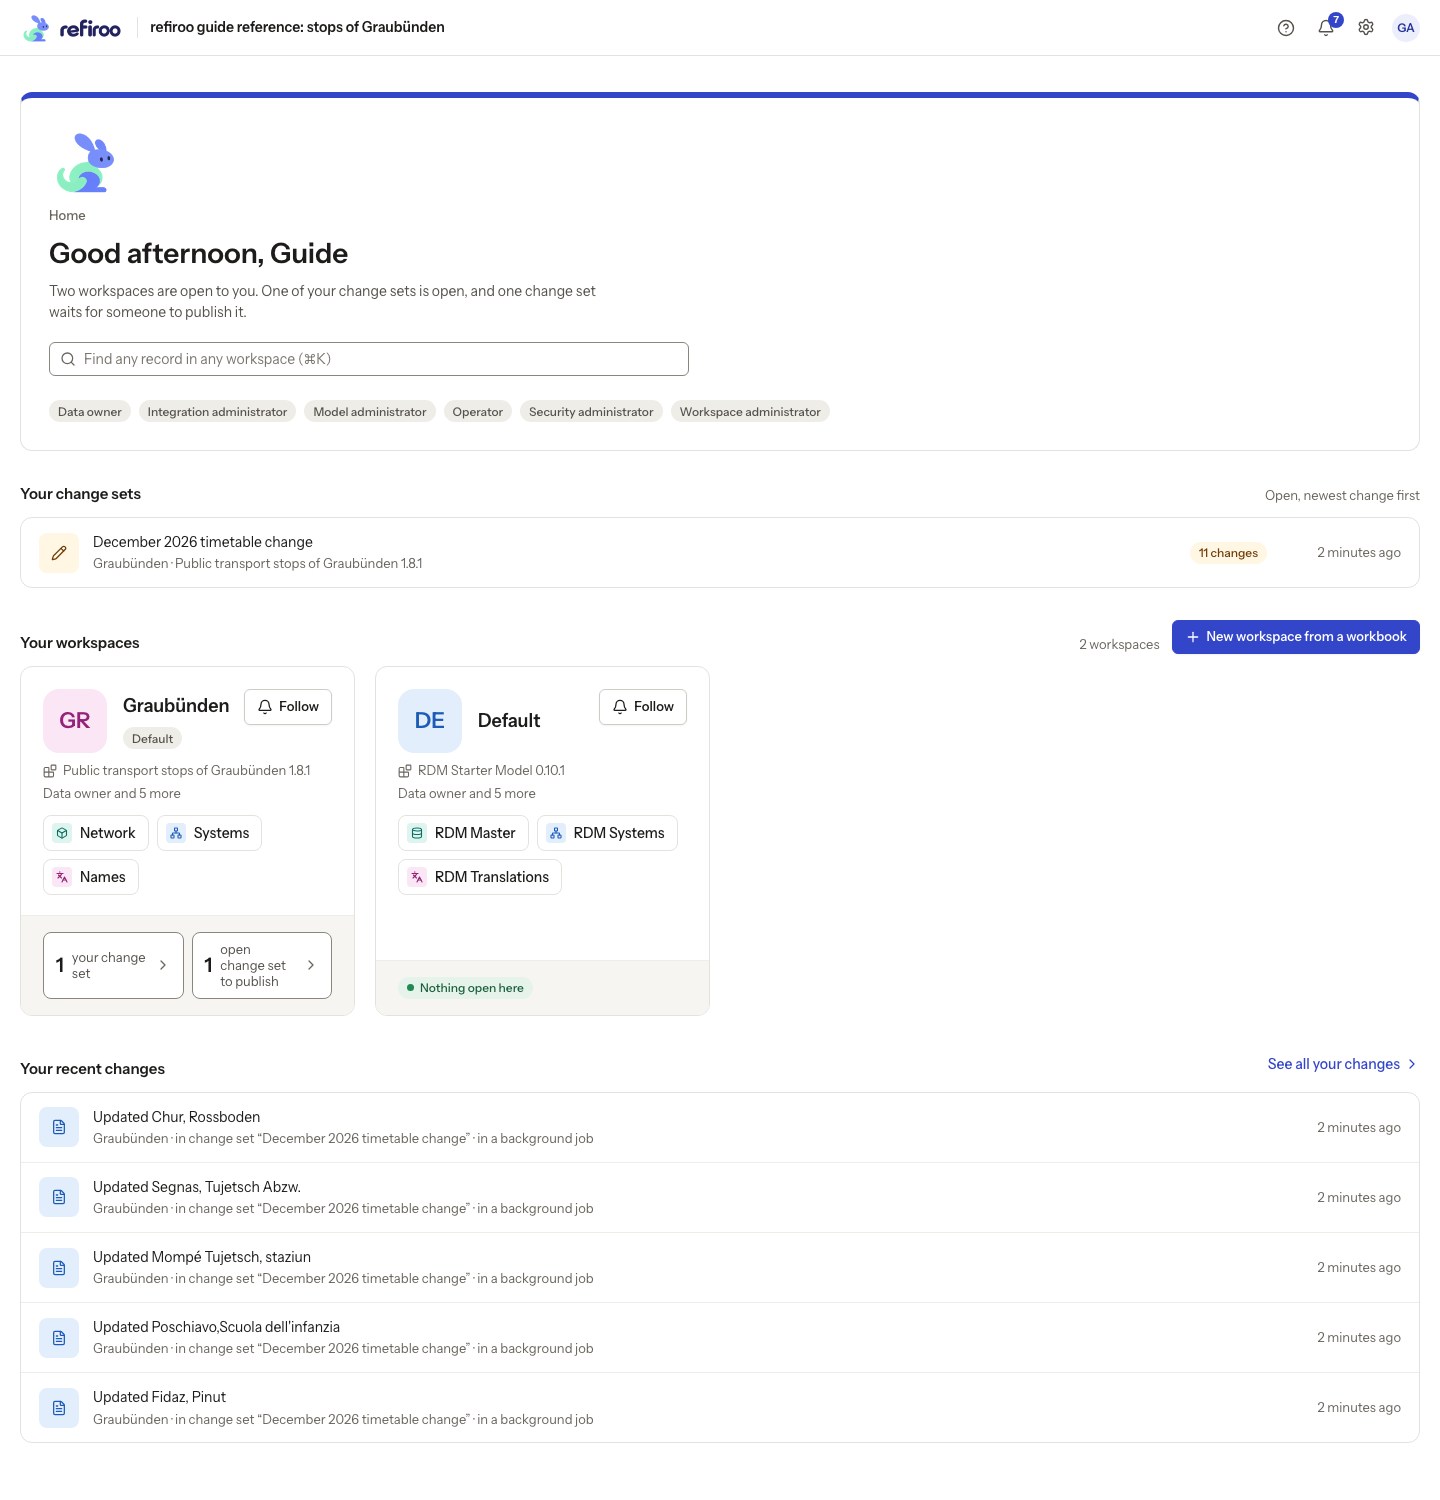 refiroo
refiroo guide reference: stops of Graubünden
7
GA
Home
Good afternoon, Guide
Two workspaces are open to you. One of your change sets is open, and one change set
waits for someone to publish it.
Find any record in any workspace (⌘K)
Data owner
Integration administrator
Model administrator
Operator
Security administrator
Workspace administrator
Your change sets
Open, newest change first
December 2026 timetable change
Graubünden · Public transport stops of Graubünden 1.8.1
11 changes
2 minutes ago
Your workspaces
2 workspaces
New workspace from a workbook
GR
Graubünden
Default
Follow
Public transport stops of Graubünden 1.8.1
Data owner and 5 more
Network
Systems
Names
1
your change
set
1
open
change set
to publish
DE
Default
Follow
RDM Starter Model 0.10.1
Data owner and 5 more
RDM Master
RDM Systems
RDM Translations
Nothing open here
Your recent changes
See all your changes
Updated Chur, Rossboden
Graubünden · in change set “December 2026 timetable change” · in a background job
2 minutes ago
Updated Segnas, Tujetsch Abzw.
Graubünden · in change set “December 2026 timetable change” · in a background job
2 minutes ago
Updated Mompé Tujetsch, staziun
Graubünden · in change set “December 2026 timetable change” · in a background job
2 minutes ago
Updated Poschiavo,Scuola dell'infanzia
Graubünden · in change set “December 2026 timetable change” · in a background job
2 minutes ago
Updated Fidaz, Pinut
Graubünden · in change set “December 2026 timetable change” · in a background job
2 minutes ago